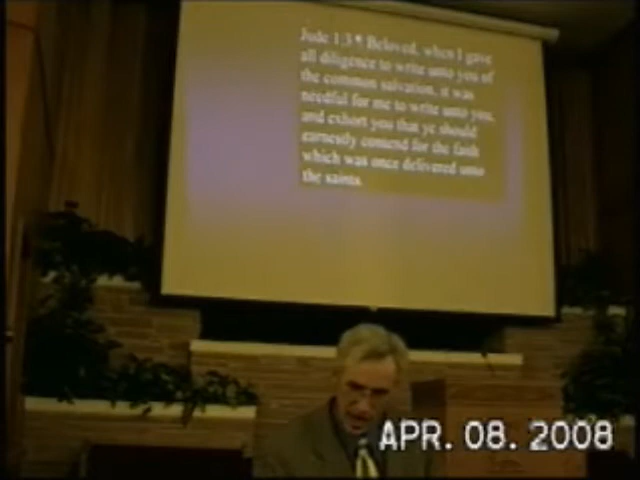 Jude 1:3 ¶ Beloved, when I gave
all diligence to write unto you of
the common salvation, it was
needful for me to write unto you,
and exhort you that ye should
earnestly contend for the faith
which was once delivered unto
the saints.
APR. 08. 2008